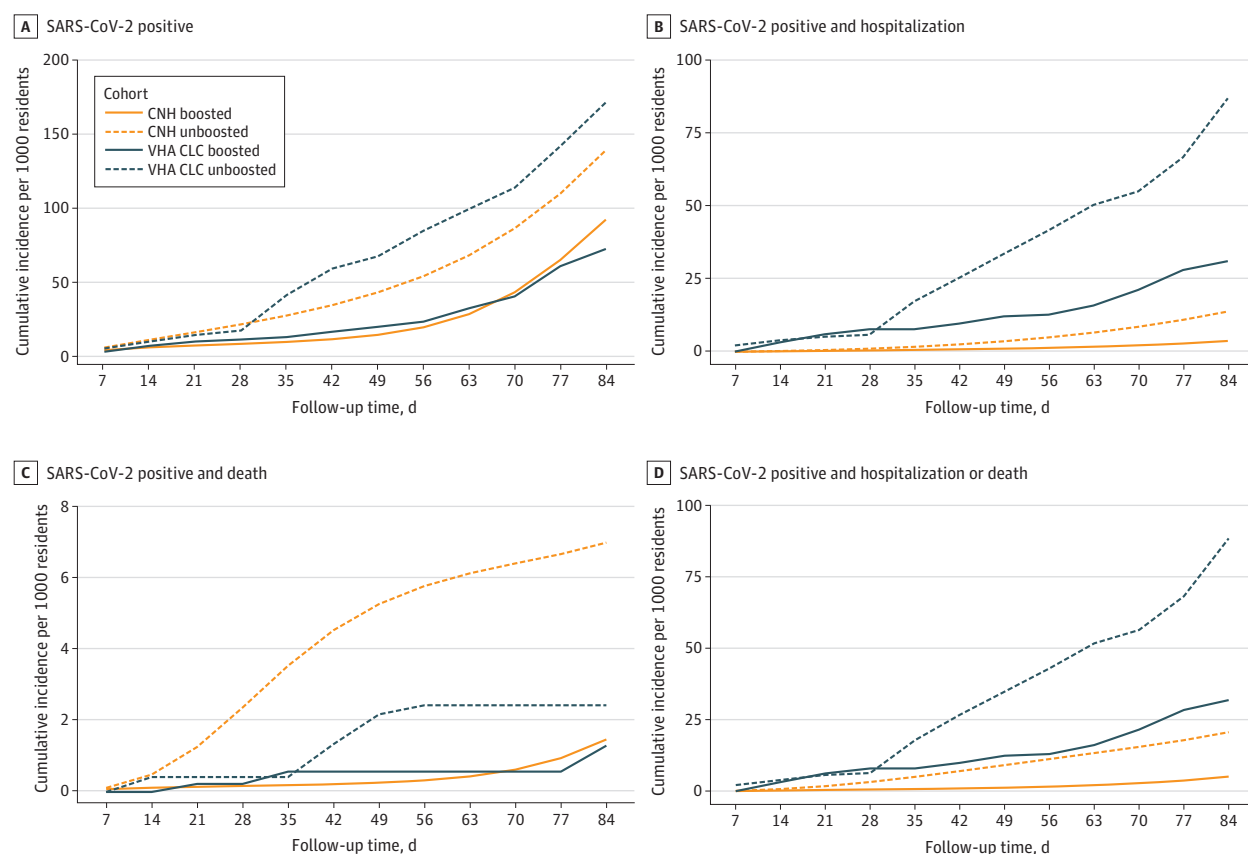 A SARS-CoV-2 positive
Cumulative incidence per 1000 residents
200
150
100
50
0
Cohort
CNH boosted
CNH unboosted
VHA CLC boosted
VHA CLC unboosted
7 14 21 28 35 42 49 56 63 70 77 84
Follow-up time, d
B SARS-CoV-2 positive and hospitalization
Cumulative incidence per 1000 residents
100
75
50
25
0
7 14 21 28 35 42 49 56 63 70 77 84
Follow-up time, d
C SARS-CoV-2 positive and death
Cumulative incidence per 1000 residents
8
6
4
2
0
7 14 21 28 35 42 49 56 63 70 77 84
Follow-up time, d
D SARS-CoV-2 positive and hospitalization or death
Cumulative incidence per 1000 residents
100
75
50
25
0
7 14 21 28 35 42 49 56 63 70 77 84
Follow-up time, d